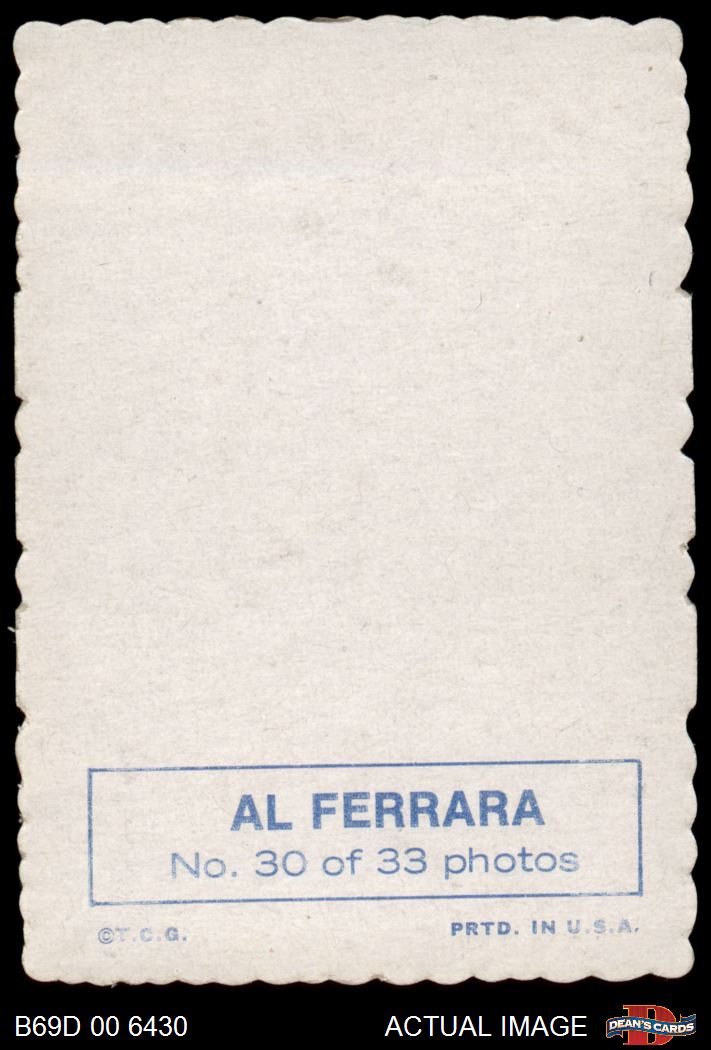 AL FERRARA
No. 30 of 33 photos
©T.C.G.
PRTD. IN U.S.A.
B69D 00 6430
ACTUAL IMAGE
D
DEAN'S CARDS